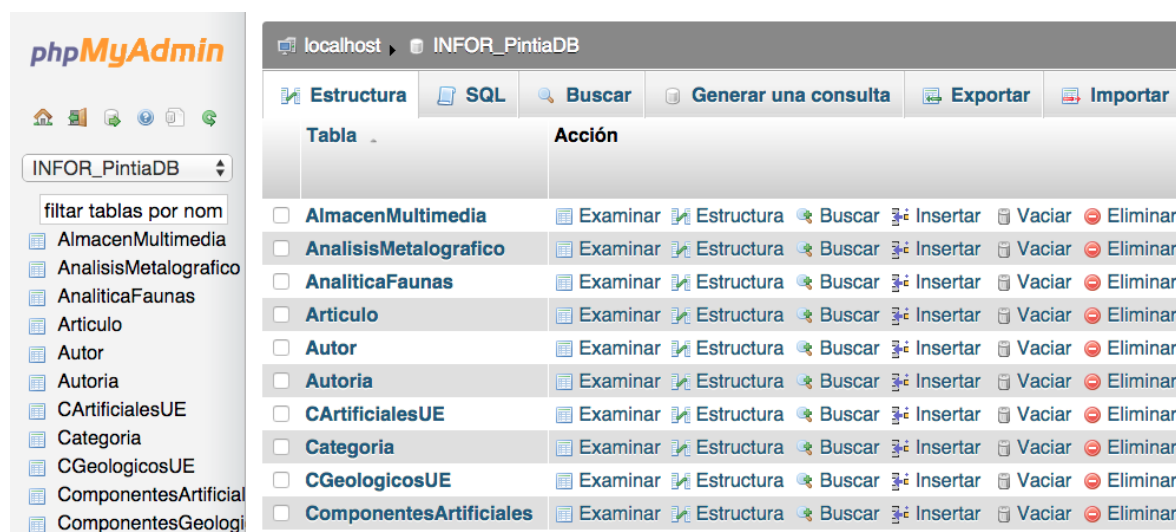 phpMyAdmin
INFOR_PintiaDB
filtar tablas por nom
AlmacenMultimedia
AnalisisMetalografico
AnaliticaFaunas
Articulo
Autor
Autoria
CArtificialesUE
Categoria
CGeologicosUE
ComponentesArtificial
ComponentesGeologi
localhost INFOR_PintiaDB
Estructura SQL Buscar Generar una consulta Exportar Importar
Tabla Acción
AlmacenMultimedia Examinar Estructura Buscar Insertar Vaciar Eliminar
AnalisisMetalografico Examinar Estructura Buscar Insertar Vaciar Eliminar
AnaliticaFaunas Examinar Estructura Buscar Insertar Vaciar Eliminar
Articulo Examinar Estructura Buscar Insertar Vaciar Eliminar
Autor Examinar Estructura Buscar Insertar Vaciar Eliminar
Autoria Examinar Estructura Buscar Insertar Vaciar Eliminar
CArtificialesUE Examinar Estructura Buscar Insertar Vaciar Eliminar
Categoria Examinar Estructura Buscar Insertar Vaciar Eliminar
CGeologicosUE Examinar Estructura Buscar Insertar Vaciar Eliminar
ComponentesArtificiales Examinar Estructura Buscar Insertar Vaciar Eliminar